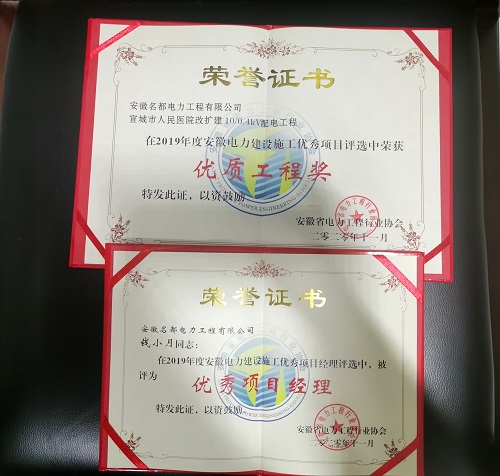 荣誉证书
安徽名都电力工程有限公司
宣城市人民医院改扩建10/0.4kV配电工程
在2019年度安徽电力建设施工优秀项目评选中荣获
优质工程奖
特发此证，以资鼓励
安徽省电力工程行业协会
二零二零年十一月
荣誉证书
安徽名都电力工程有限公司
钱小月同志：
在2019年度安徽电力建设施工优秀项目经理评选中，被
评为
优秀项目经理
特发此证，以资鼓励
安徽省电力工程行业协会
二零二零年十一月